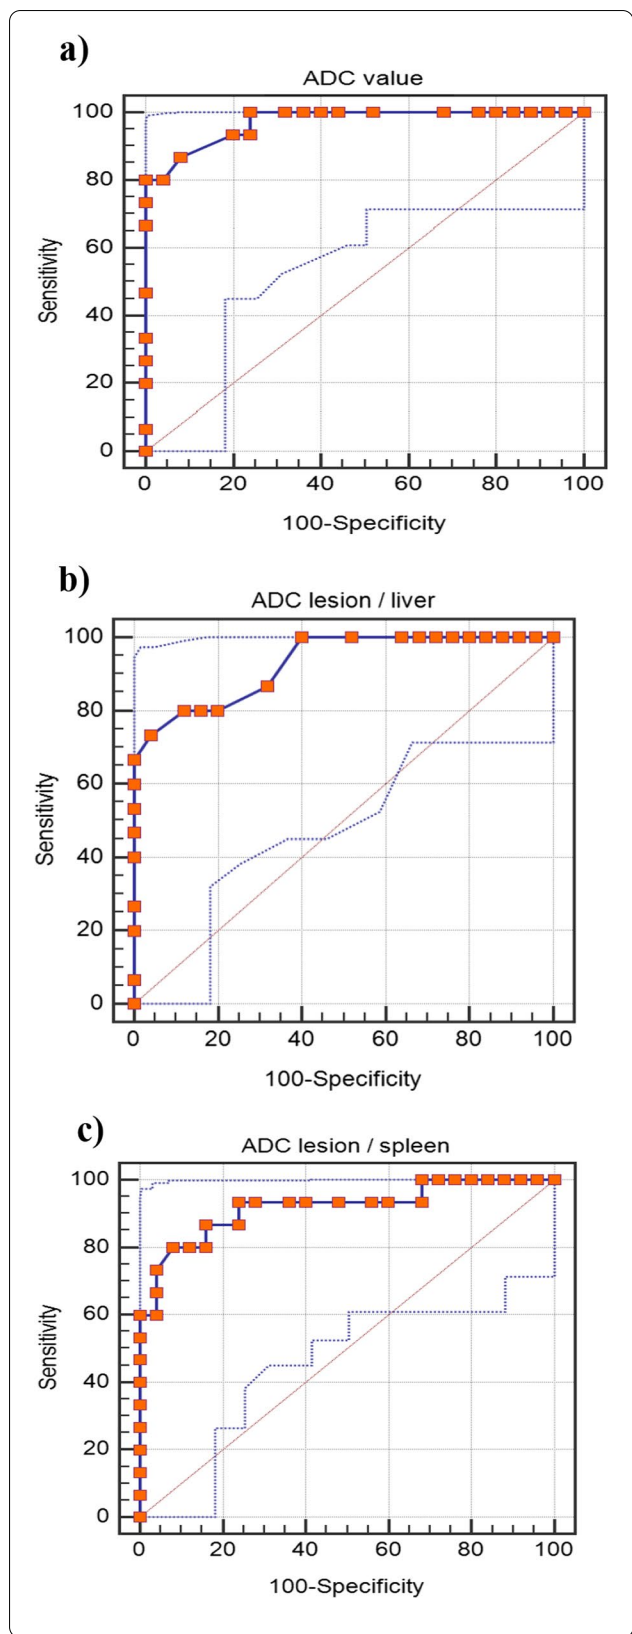 a)
ADC value
100
80
60
40
20
0
Sensitivity
0 20 40 60 80 100
100-Specificity
b)
ADC lesion / liver
100
80
60
40
20
0
Sensitivity
0 20 40 60 80 100
100-Specificity
c)
ADC lesion / spleen
100
80
60
40
20
0
Sensitivity
0 20 40 60 80 100
100-Specificity